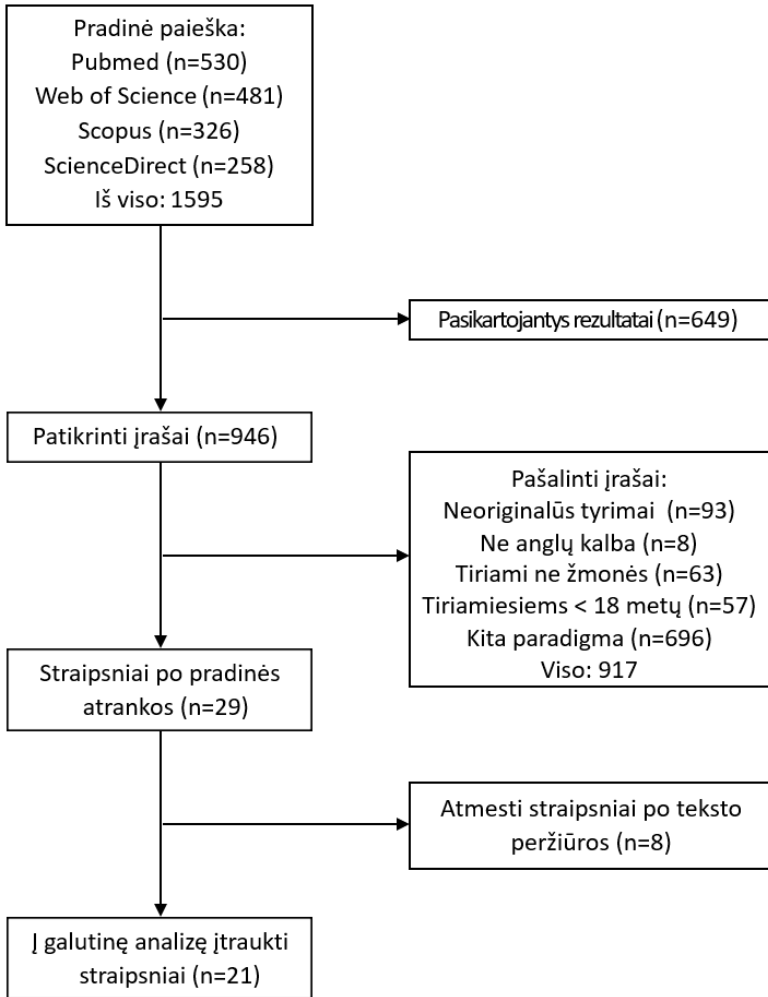 Pradinė paieška:
Pubmed (n=530)
Web of Science (n=481)
Scopus (n=326)
ScienceDirect (n=258)
Iš viso: 1595
Pasikartojantys rezultatai (n=649)
Patikrinti įrašai (n=946)
Pašalinti įrašai:
Neoriginalūs tyrimai (n=93)
Ne anglų kalba (n=8)
Tiriami ne žmonės (n=63)
Tiriamiesiems < 18 metų (n=57)
Kita paradigma (n=696)
Viso: 917
Straipsniai po pradinės
atrankos (n=29)
Atmesti straipsniai po teksto
peržiūros (n=8)
Į galutinę analizę įtraukti
straipsniai (n=21)